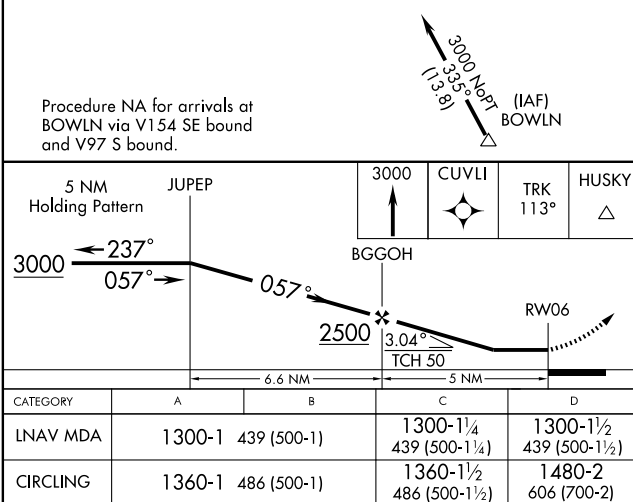 3000 NoPT
335°
(13.8)
(IAF)
BOWLN
Procedure NA for arrivals at
BOWLN via V154 SE bound
and V97 S bound.
5 NM
Holding Pattern
JUPEP
3000
CUVLI
TRK
113°
HUSKY
3000
237°
057°
057°
BGGOH
2500
3.04°
TCH 50
RW06
6.6 NM
5 NM
CATEGORY A B C D
LNAV MDA 1300-1 439 (500-1) 1300-1¼ 439 (500-1¼) 1300-1½ 439 (500-1½)
CIRCLING 1360-1 486 (500-1) 1360-1½ 486 (500-1½) 1480-2 606 (700-2)